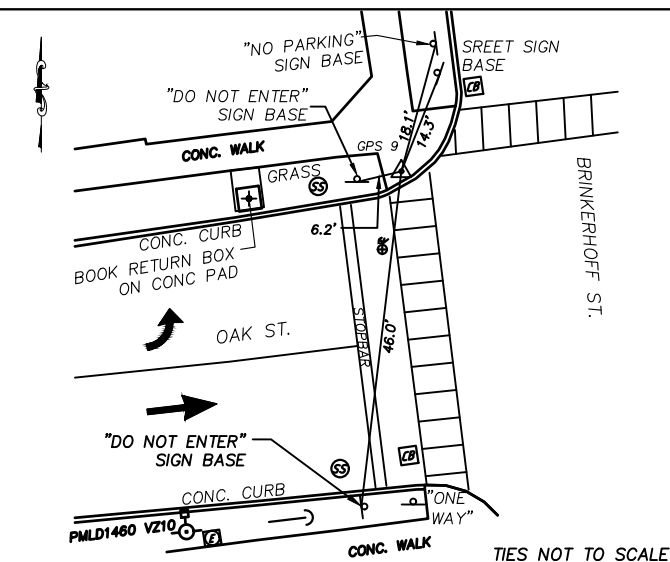 "NO PARKING"
SIGN BASE
SREET SIGN
BASE
CB
"DO NOT ENTER"
SIGN BASE
18.1'
14.3'
GPS 9
CONC. WALK
GRASS
SS
6.2'
CONC. CURB
BOOK RETURN BOX
ON CONC PAD
BRINKERHOFF ST.
OAK ST.
STOPBAR
46.0'
"DO NOT ENTER"
SIGN BASE
CB
SS
CONC. CURB
"ONE
WAY"
PMLD1460 VZ10
E
CONC. WALK
TIES NOT TO SCALE